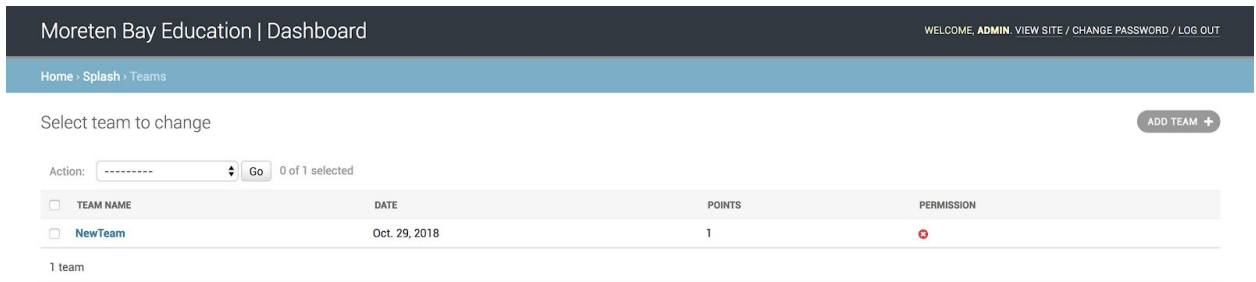 Moreten Bay Education | Dashboard
WELCOME, ADMIN. VIEW SITE / CHANGE PASSWORD / LOG OUT
Home › Splash › Teams
Select team to change
ADD TEAM +
Action: --------- Go 0 of 1 selected
TEAM NAME DATE POINTS PERMISSION
NewTeam Oct. 29, 2018 1
1 team